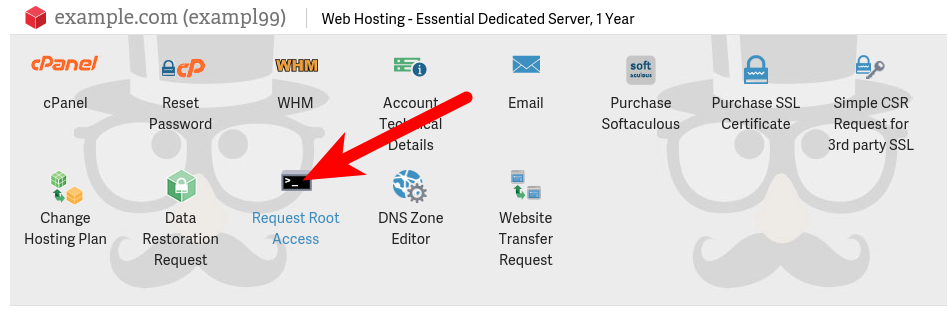 example.com (exampl99)
Web Hosting - Essential Dedicated Server, 1 Year
cPanel
cP
WHM
soft
aculous
cPanel
Reset
Password
WHM
Account
Technical
Details
Email
Purchase
Softaculous
Purchase SSL
Certificate
Simple CSR
Request for
3rd party SSL
>_
Change
Hosting Plan
Data
Restoration
Request
Request Root
Access
DNS Zone
Editor
Website
Transfer
Request